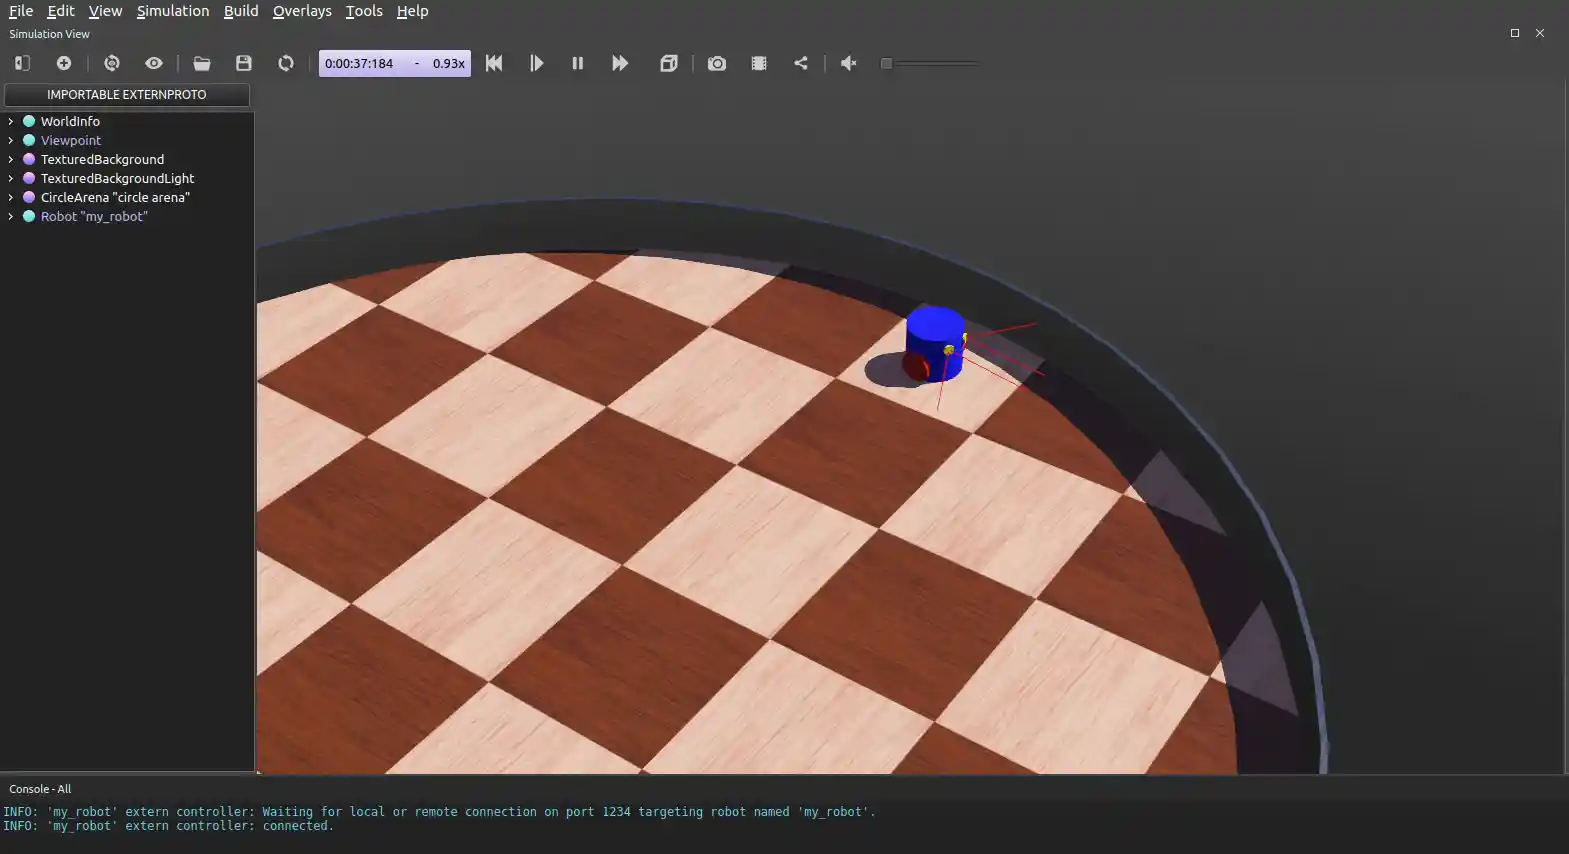 File Edit View Simulation Build Overlays Tools Help
Simulation View
0:00:37:184 - 0.93x
IMPORTABLE EXTERNPROTO
WorldInfo
Viewpoint
TexturedBackground
TexturedBackgroundLight
CircleArena "circle arena"
Robot "my_robot"
Console - All
INFO: 'my_robot' extern controller: Waiting for local or remote connection on port 1234 targeting robot named 'my_robot'.
INFO: 'my_robot' extern controller: connected.